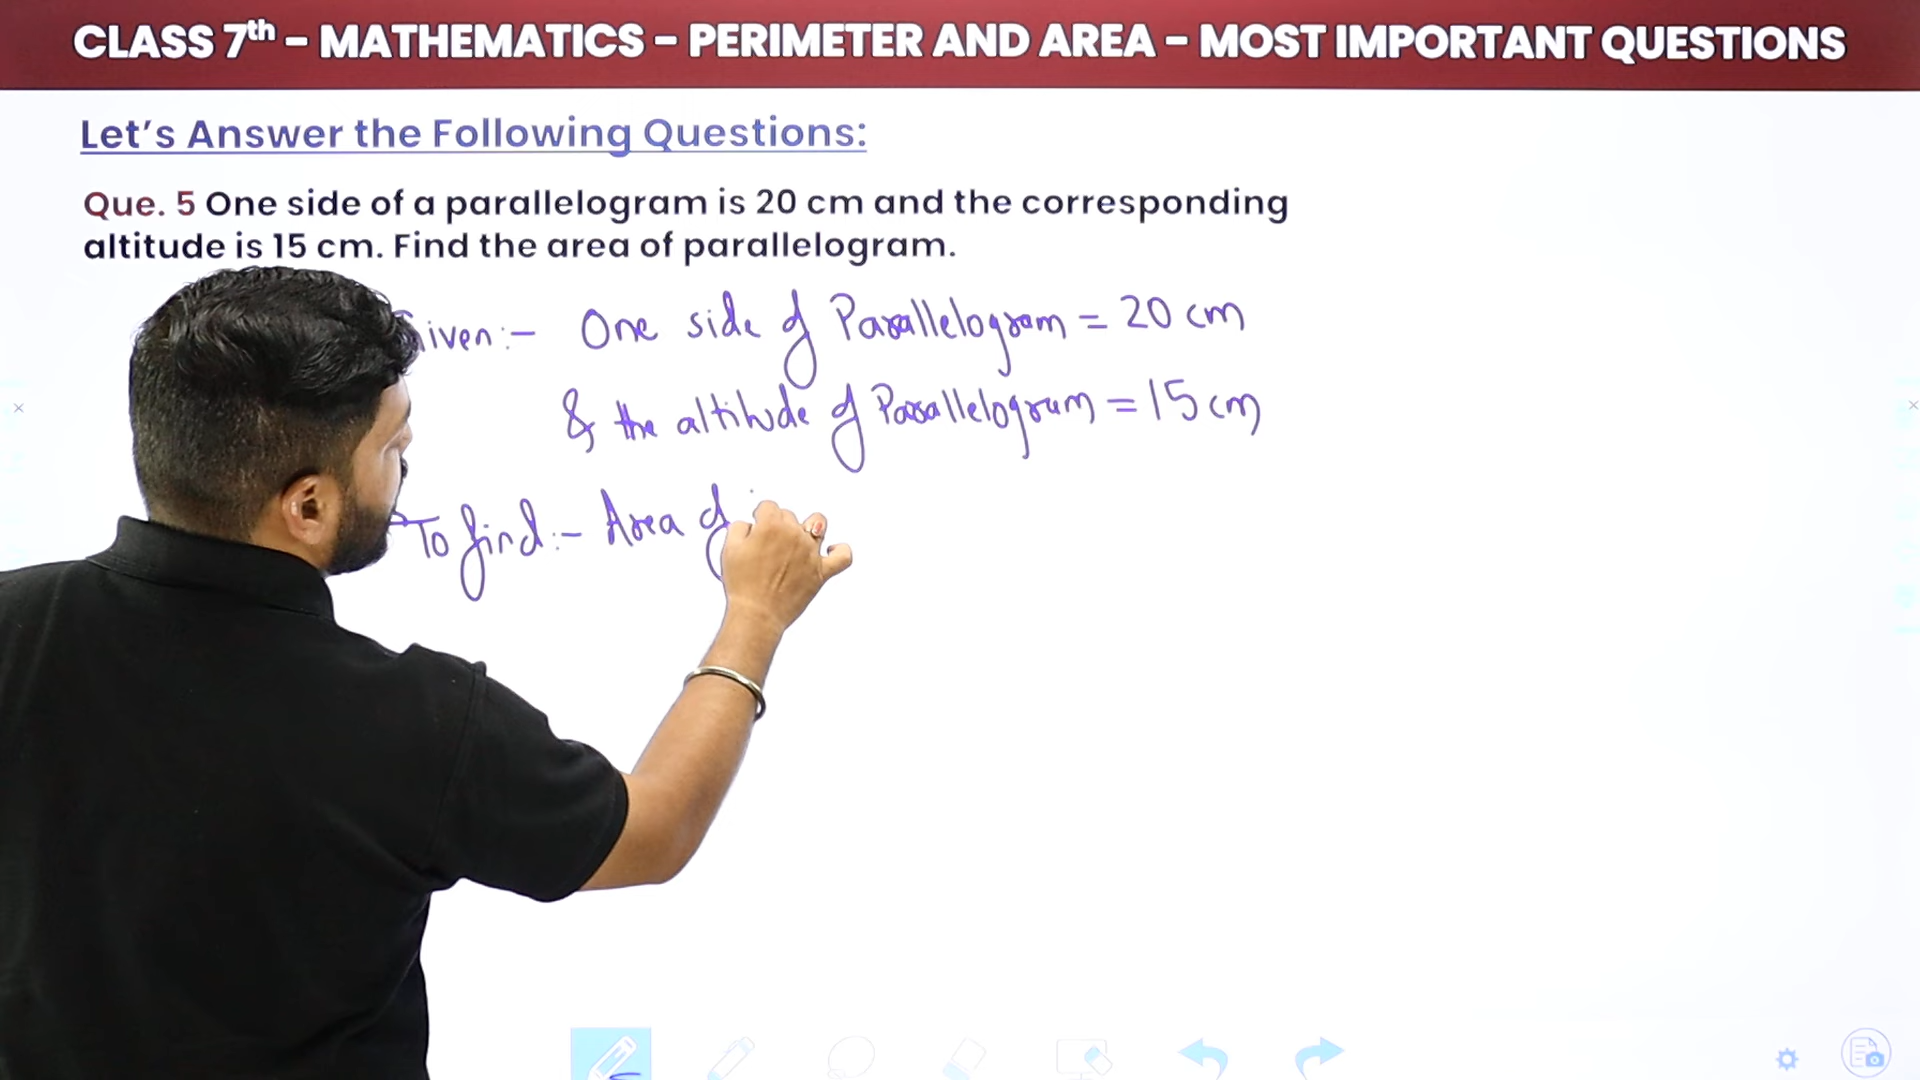 CLASS 7th - MATHEMATICS - PERIMETER AND AREA - MOST IMPORTANT QUESTIONS
Let's Answer the Following Questions:
Que. 5 One side of a parallelogram is 20 cm and the corresponding
altitude is 15 cm. Find the area of parallelogram.
Given:- One side of Parallelogram = 20 cm
& the altitude of Parallelogram = 15 cm
To find:- Area of